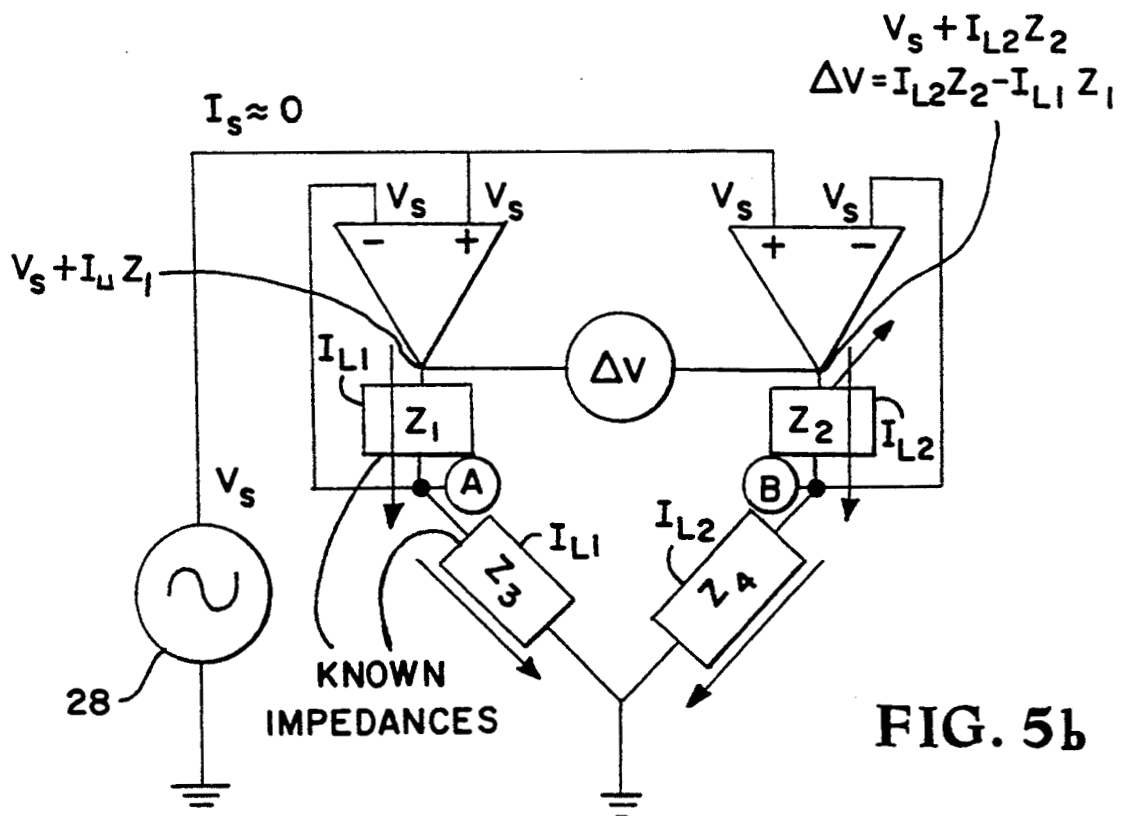 V_S + I_L2 Z_2
ΔV = I_L2 Z_2 - I_L1 Z_1
I_S ≈ 0
V_S
V_S
V_S
V_S
-
+
+
-
V_S + I_L1 Z_1
I_L1
ΔV
Z_1
Z_2
I_L2
V_S
A
B
I_L1
I_L2
Z_3
Z_4
28
KNOWN
IMPEDANCES
FIG. 5b